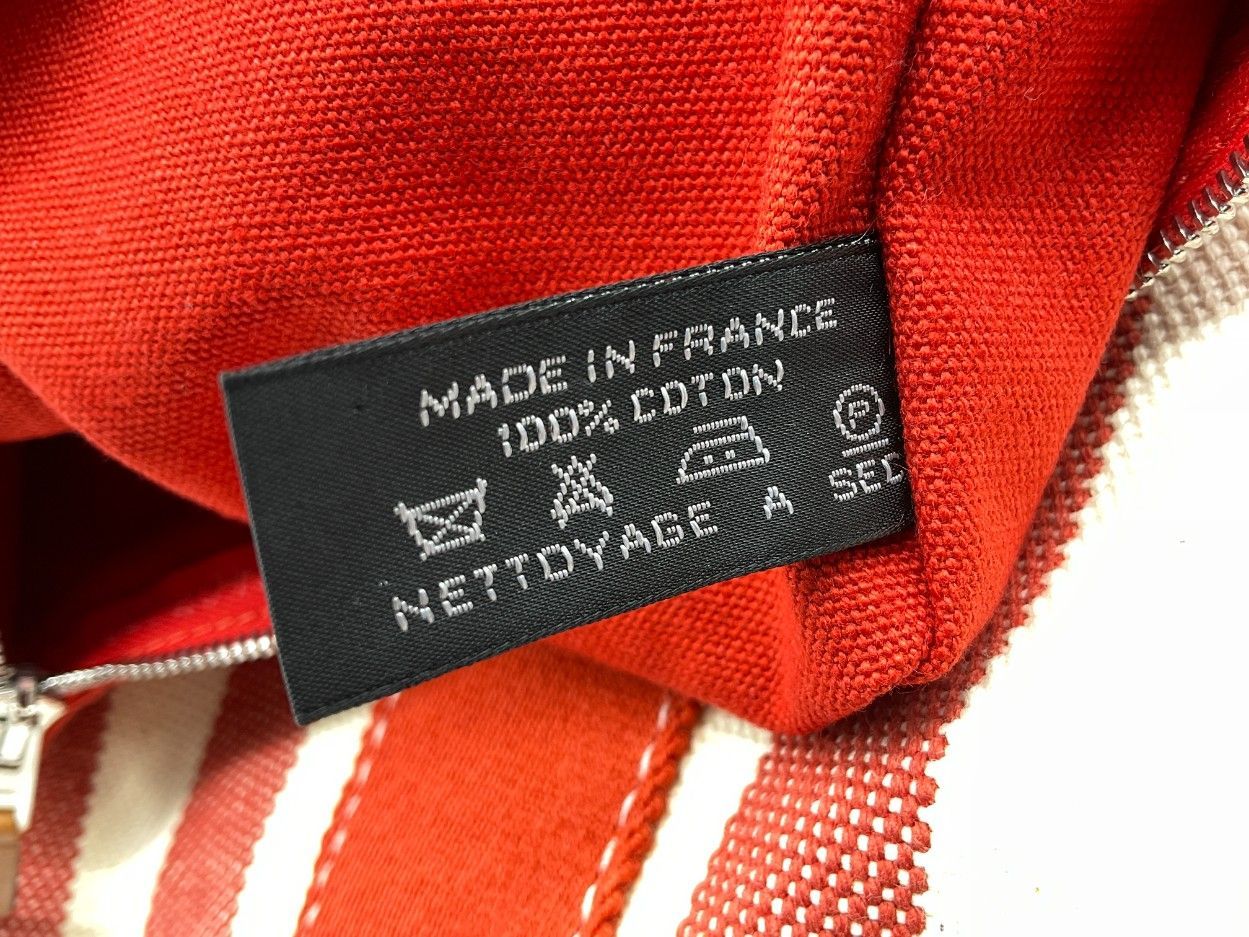 MADE IN FRANCE
100% COTON
P
NETTOYAGE A SEC